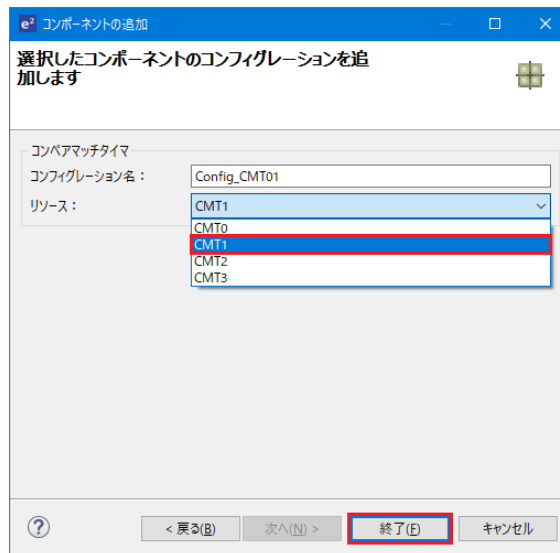 e² コンポーネントの追加
選択したコンポーネントのコンフィグレーションを追
加します
コンペアマッチタイマ
コンフィグレーション名： Config_CMT01
リソース： CMT1
CMT0
CMT1
CMT2
CMT3
? < 戻る(B) 次へ(N) > 終了(F) キャンセル